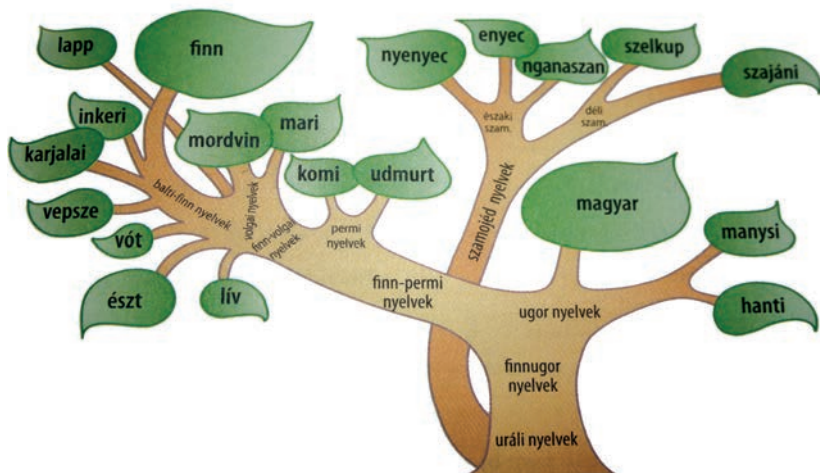 lapp
finn
nyenyec
enyec
nganaszan
szelkup
szajáni
inkeri
karjalai
mordvin
mari
északi
szam.
déli
szam.
vepsze
balti-finn nyelvek
volgai nyelvek
finn-volgai
nyelvek
komi
udmurt
permi
nyelvek
szamojéd nyelvek
magyar
manysi
hanti
vót
észt
lív
finn-permi
nyelvek
ugor nyelvek
finnugor
nyelvek
uráli nyelvek